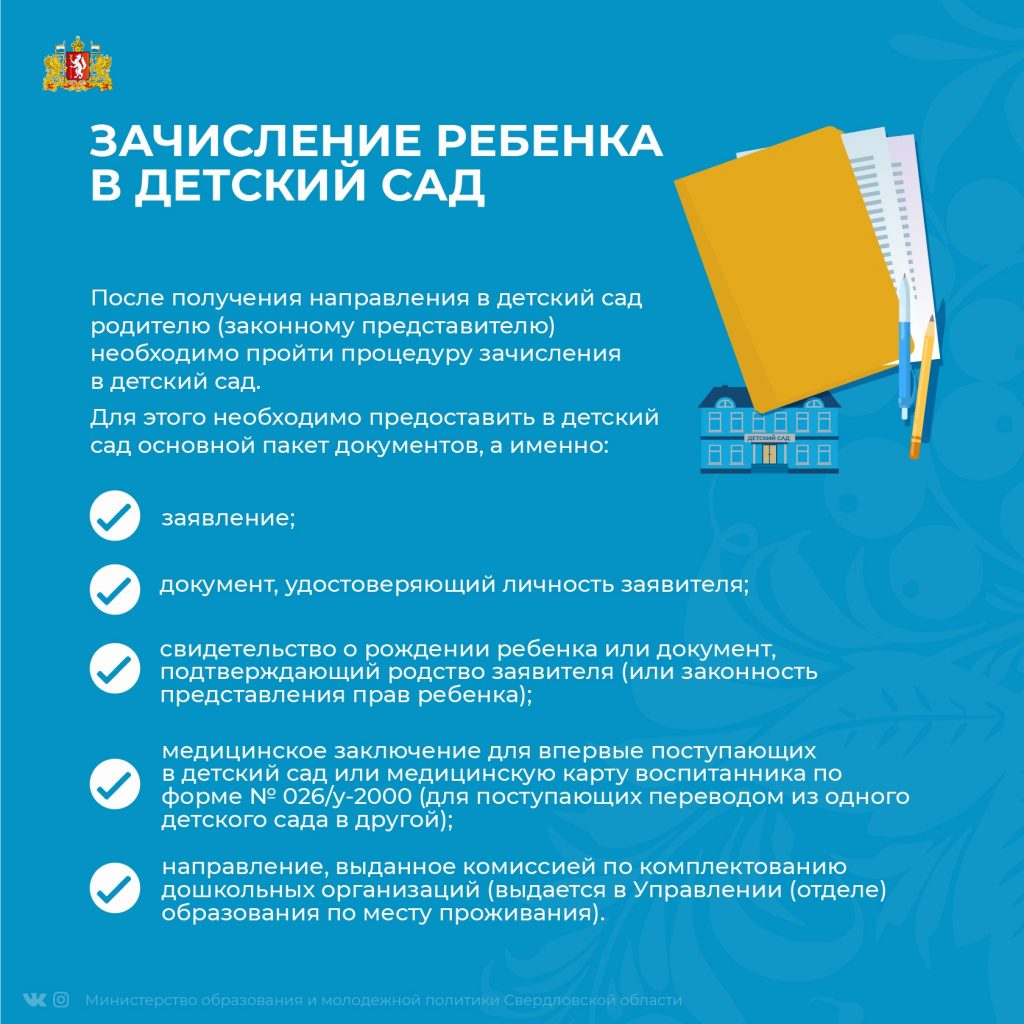 ЗАЧИСЛЕНИЕ РЕБЕНКА
В ДЕТСКИЙ САД
После получения направления в детский сад
родителю (законному представителю)
необходимо пройти процедуру зачисления
в детский сад.
Для этого необходимо предоставить в детский
сад основной пакет документов, а именно:
ДЕТСКИЙ САД
заявление;
документ, удостоверяющий личность заявителя;
свидетельство о рождении ребенка или документ,
подтверждающий родство заявителя (или законность
представления прав ребенка);
медицинское заключение для впервые поступающих
в детский сад или медицинскую карту воспитанника по
форме № 026/у-2000 (для поступающих переводом из одного
детского сада в другой);
направление, выданное комиссией по комплектованию
дошкольных организаций (выдается в Управлении (отделе)
образования по месту проживания).
Министерство образования и молодежной политики Свердловской области